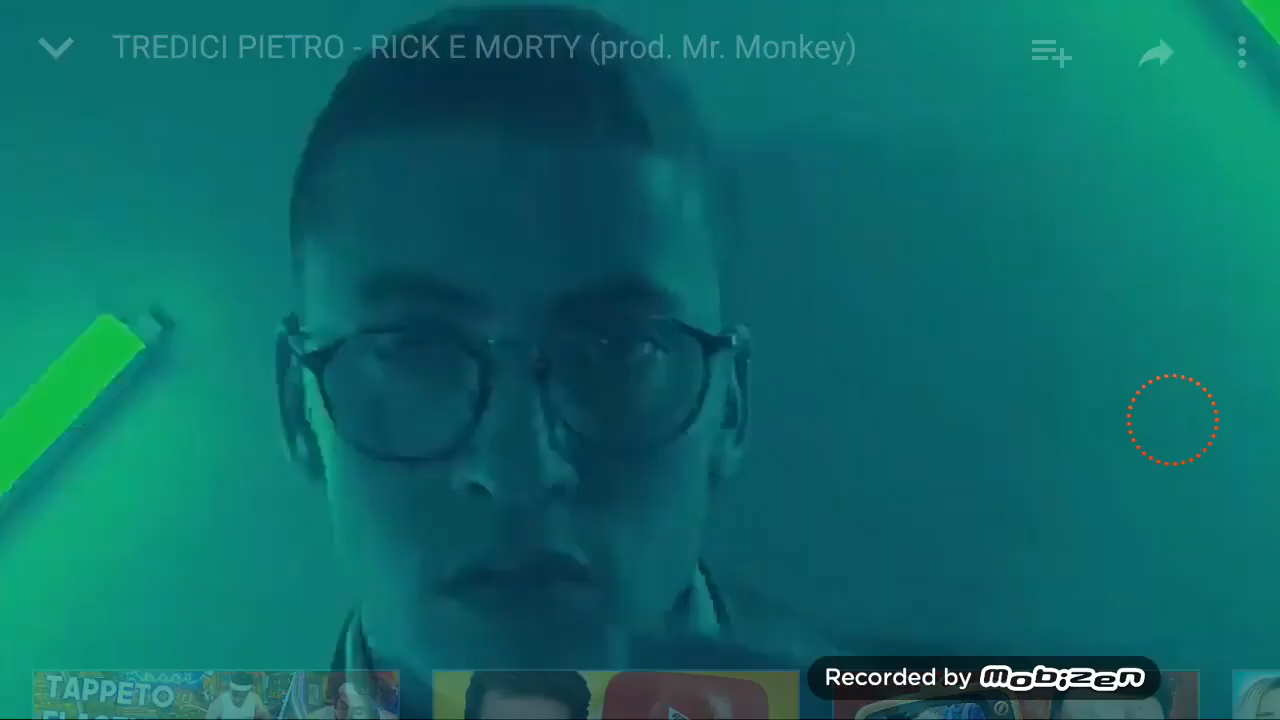 TREDICI PIETRO - RICK E MORTY (prod. Mr. Monkey)
TAPPETO
Recorded by mobizen